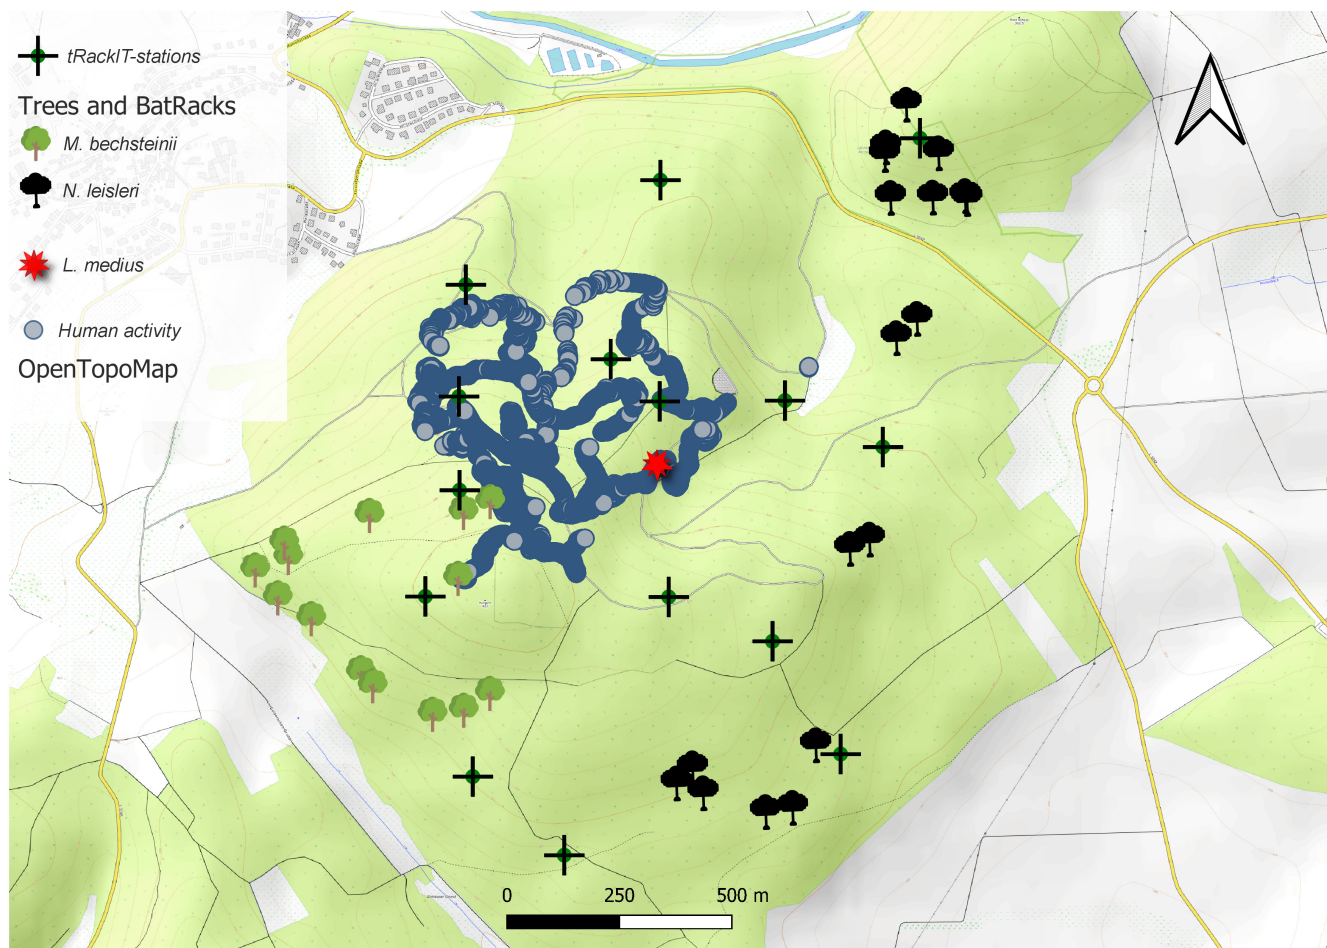 tRackIT-stations
Trees and BatRacks
M. bechsteinii
N. leisleri
L. medius
Human activity
OpenTopoMap
0 250 500 m